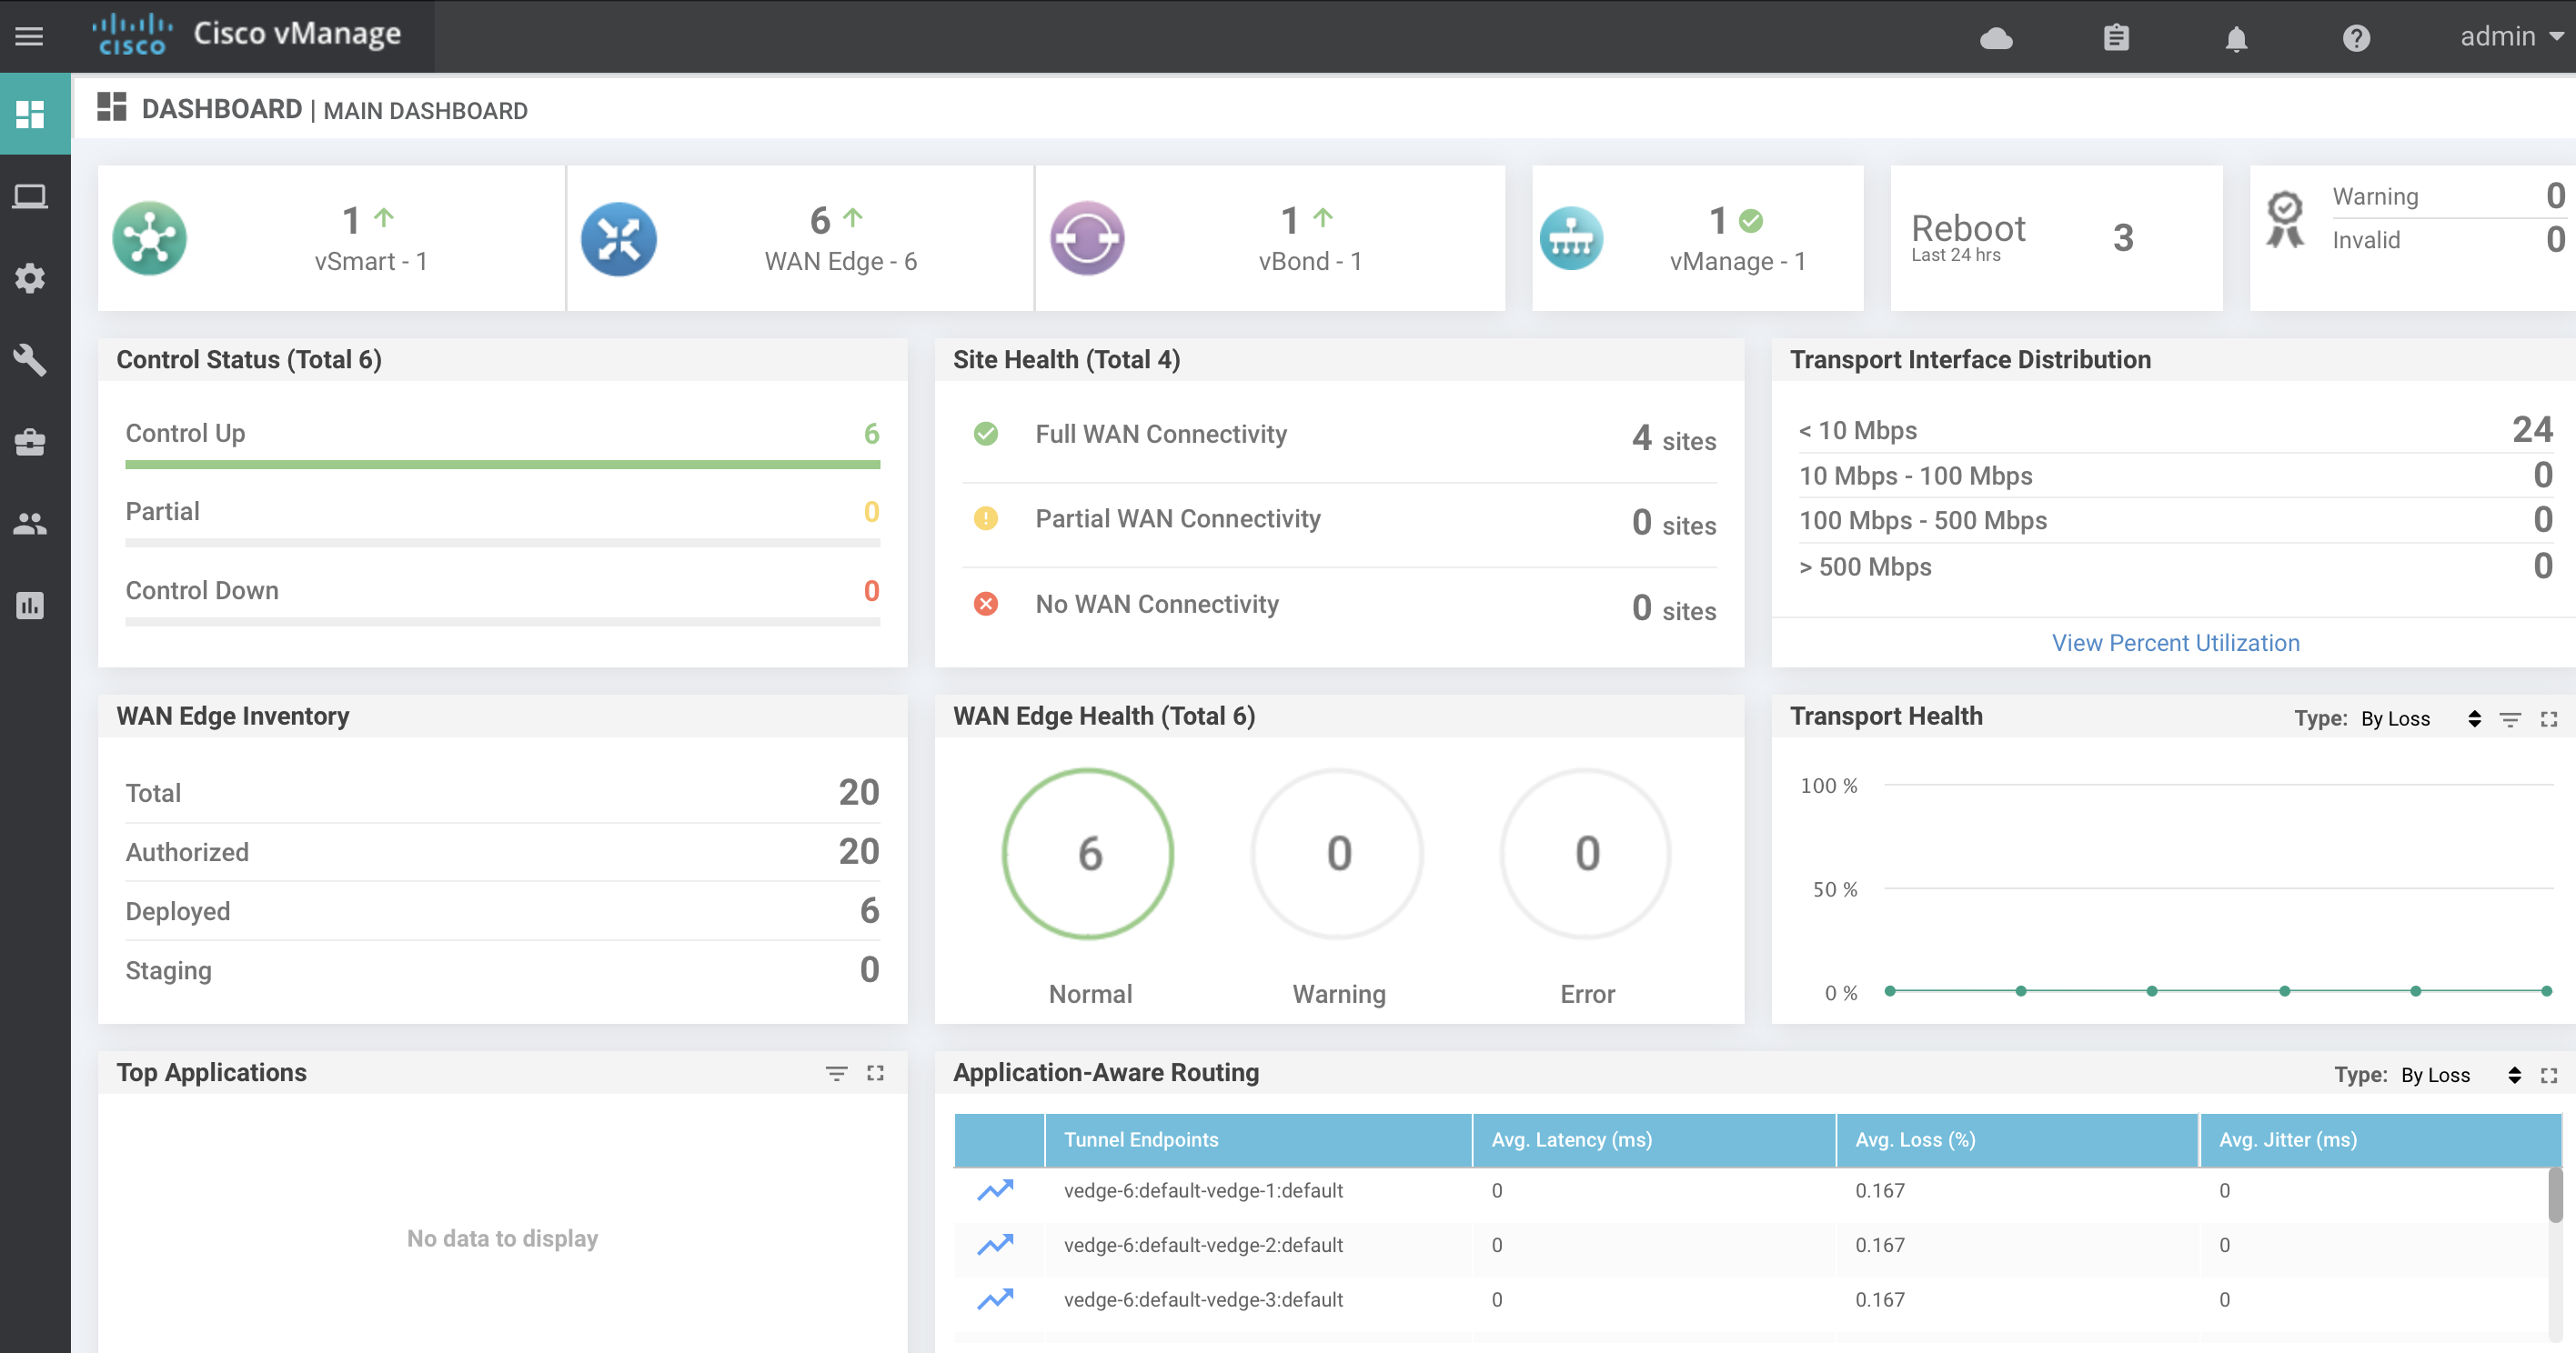 CISCO
Cisco vManage
admin
DASHBOARD | MAIN DASHBOARD
1
vSmart - 1
6
WAN Edge - 6
1
vBond - 1
1
vManage - 1
Reboot
Last 24 hrs
3
Warning 0
Invalid 0
Control Status (Total 6)
Control Up 6
Partial 0
Control Down 0
Site Health (Total 4)
Full WAN Connectivity 4 sites
Partial WAN Connectivity 0 sites
No WAN Connectivity 0 sites
Transport Interface Distribution
< 10 Mbps 24
10 Mbps - 100 Mbps 0
100 Mbps - 500 Mbps 0
> 500 Mbps 0
View Percent Utilization
WAN Edge Inventory
Total 20
Authorized 20
Deployed 6
Staging 0
WAN Edge Health (Total 6)
6 0 0
Normal Warning Error
Transport Health
Type: By Loss
100 %
50 %
0 %
Top Applications
No data to display
Application-Aware Routing
Type: By Loss
Tunnel Endpoints Avg. Latency (ms) Avg. Loss (%) Avg. Jitter (ms)
vedge-6:default-vedge-1:default 0 0.167 0
vedge-6:default-vedge-2:default 0 0.167 0
vedge-6:default-vedge-3:default 0 0.167 0